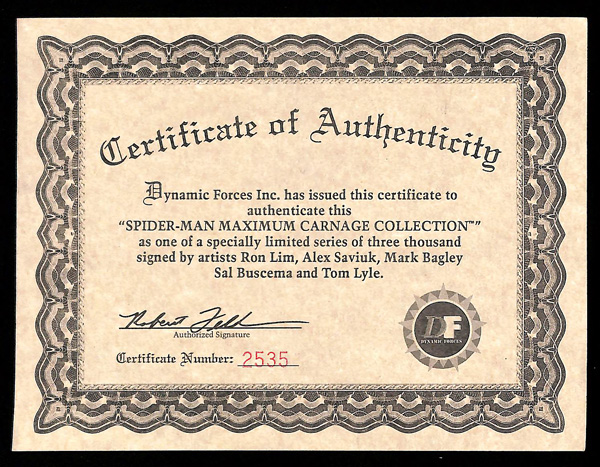 Certificate of Authenticity
Dynamic Forces Inc. has issued this certificate to
authenticate this
"SPIDER-MAN MAXIMUM CARNAGE COLLECTION™"
as one of a specially limited series of three thousand
signed by artists Ron Lim, Alex Saviuk, Mark Bagley
Sal Buscema and Tom Lyle.
Robert
Authorized Signature
Certificate Number: 2535
DF
DYNAMIC FORCES